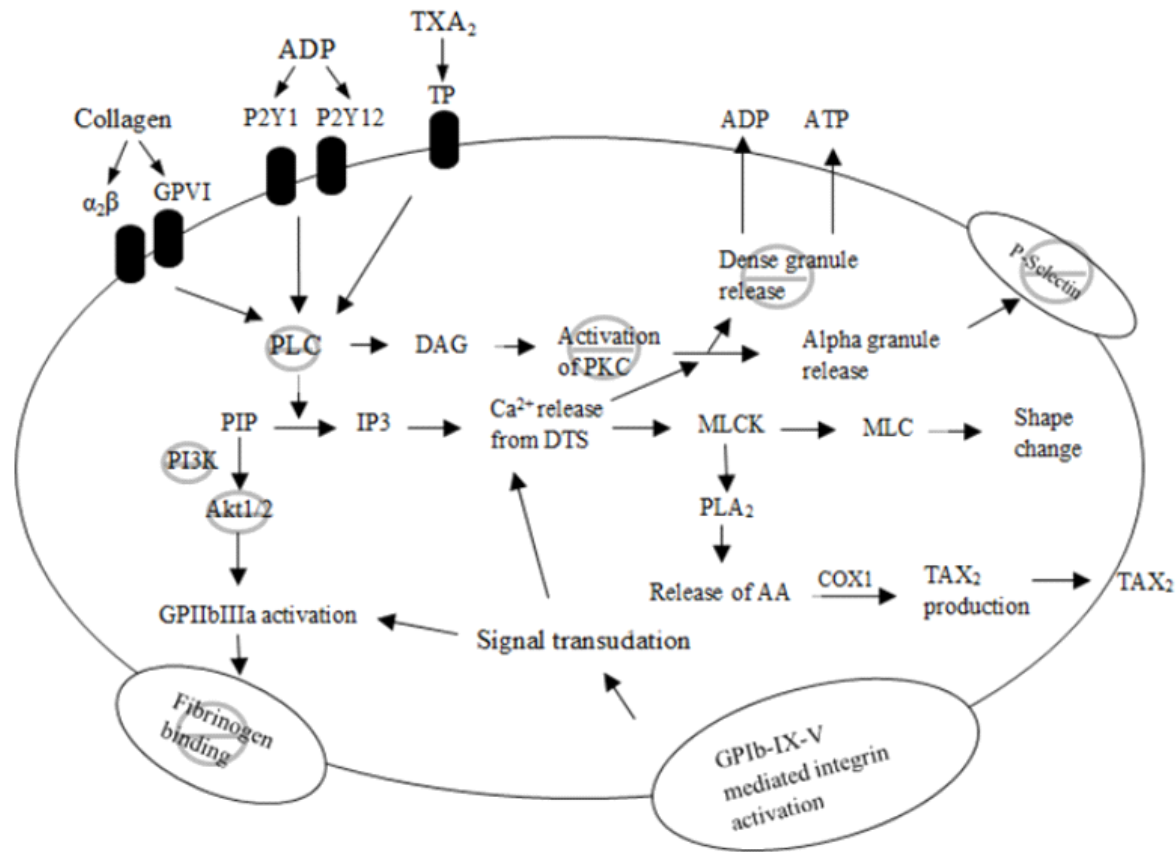 TXA₂
ADP
TP
P2Y1
P2Y12
Collagen
α₂β
GPVI
ADP
ATP
P-Selectin
Dense granule
release
PLC
DAG
Activation
of PKC
Alpha granule
release
PIP
IP3
Ca²⁺ release
from DTS
MLCK
MLC
Shape
change
PI3K
Akt1/2
PLA₂
Release of AA
COX1
TAX₂
production
TAX₂
GPIIbIIIa activation
Signal transudation
Fibrinogen
binding
GPIb-IX-V
mediated integrin
activation